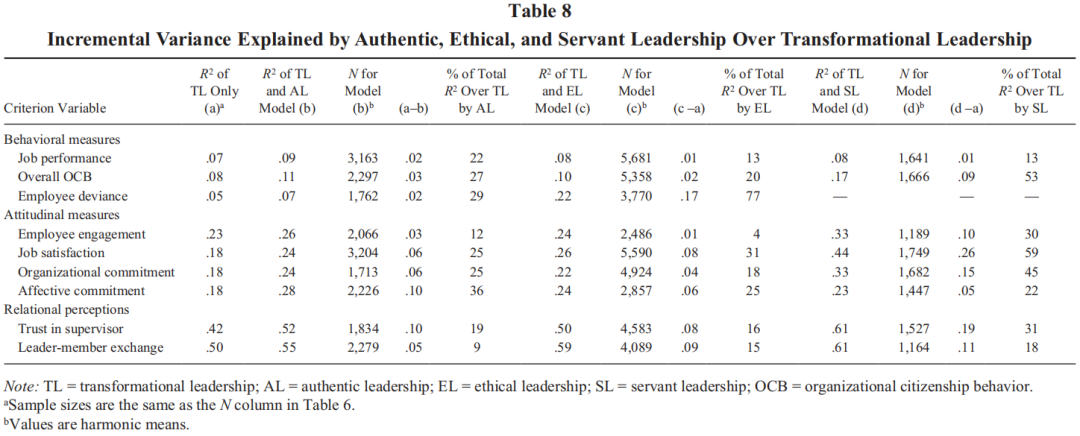 Table 8
Incremental Variance Explained by Authentic, Ethical, and Servant Leadership Over Transformational Leadership
R² of R² of TL N for % of Total R² of TL N for % of Total R² of TL N for % of Total
TL Only and AL Model R² Over TL and EL Model R² Over TL and SL Model R² Over TL
Criterion Variable (a)ᵃ Model (b) (b)ᵇ (a–b) by AL Model (c) (c)ᵇ (c –a) by EL Model (d) (d)ᵇ (d –a) by SL
Behavioral measures
Job performance .07 .09 3,163 .02 22 .08 5,681 .01 13 .08 1,641 .01 13
Overall OCB .08 .11 2,297 .03 27 .10 5,358 .02 20 .17 1,666 .09 53
Employee deviance .05 .07 1,762 .02 29 .22 3,770 .17 77 — — — —
Attitudinal measures
Employee engagement .23 .26 2,066 .03 12 .24 2,486 .01 4 .33 1,189 .10 30
Job satisfaction .18 .24 3,204 .06 25 .26 5,590 .08 31 .44 1,749 .26 59
Organizational commitment .18 .24 1,713 .06 25 .22 4,924 .04 18 .33 1,682 .15 45
Affective commitment .18 .28 2,226 .10 36 .24 2,857 .06 25 .23 1,447 .05 22
Relational perceptions
Trust in supervisor .42 .52 1,834 .10 19 .50 4,583 .08 16 .61 1,527 .19 31
Leader-member exchange .50 .55 2,279 .05 9 .59 4,089 .09 15 .61 1,164 .11 18
Note: TL = transformational leadership; AL = authentic leadership; EL = ethical leadership; SL = servant leadership; OCB = organizational citizenship behavior.
ᵃSample sizes are the same as the N column in Table 6.
ᵇValues are harmonic means.